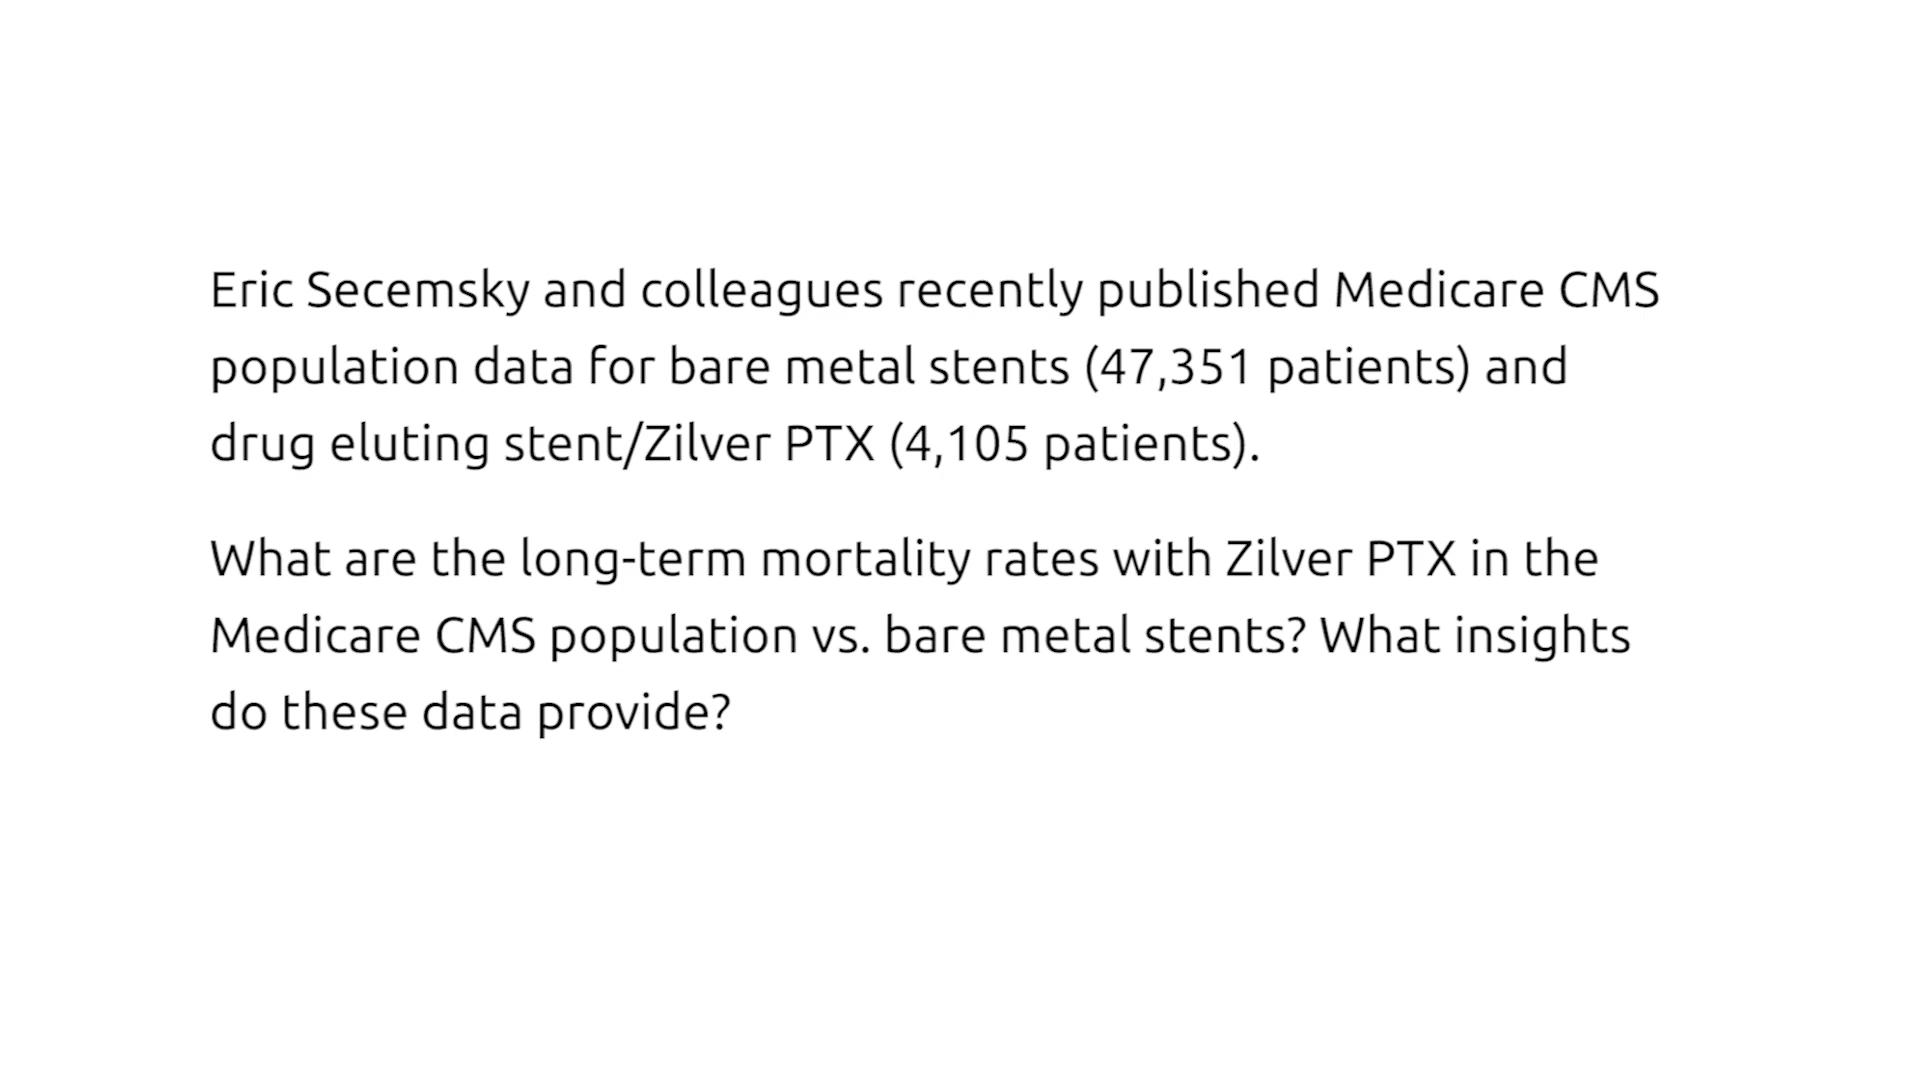 Eric Secemsky and colleagues recently published Medicare CMS
population data for bare metal stents (47,351 patients) and
drug eluting stent/Zilver PTX (4,105 patients).
What are the long-term mortality rates with Zilver PTX in the
Medicare CMS population vs. bare metal stents? What insights
do these data provide?